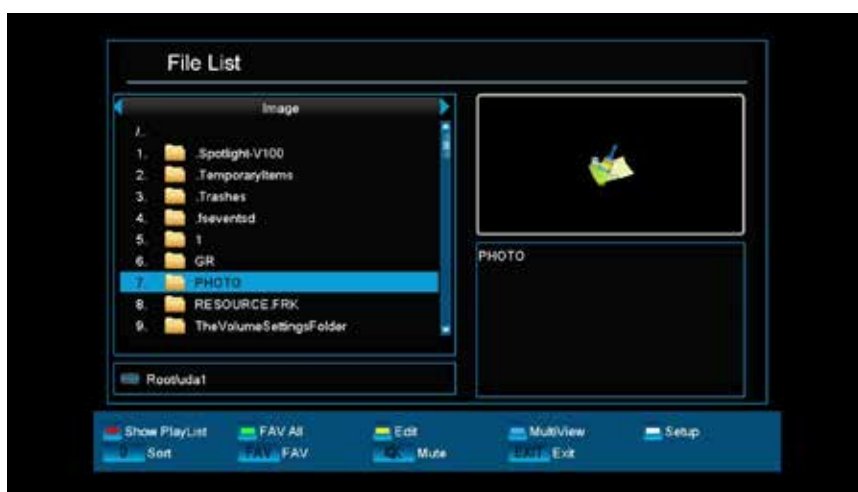 File List
Image
/..
1. .Spotlight-V100
2. .TemporaryItems
3. .Trashes
4. .fseventsd
5. 1
6. GR
7. PHOTO
8. RESOURCE.FRK
9. TheVolumeSettingsFolder
PHOTO
Root\uda1
Show PlayList FAV All Edit MultiView Setup
0 Sort FAV FAV OK Mute EXIT Exit